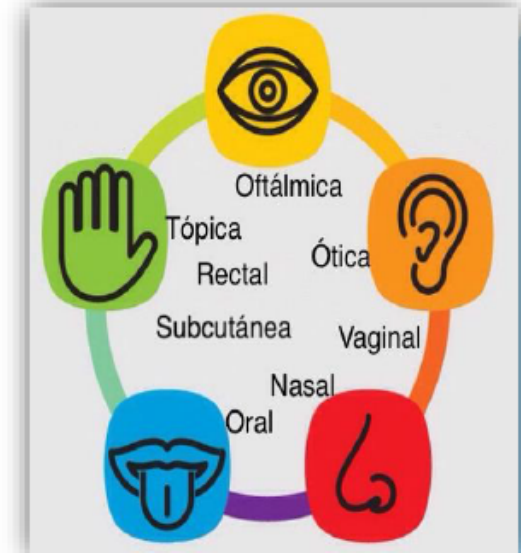 Oftálmica
Tópica
Ótica
Rectal
Subcutánea
Vaginal
Nasal
Oral